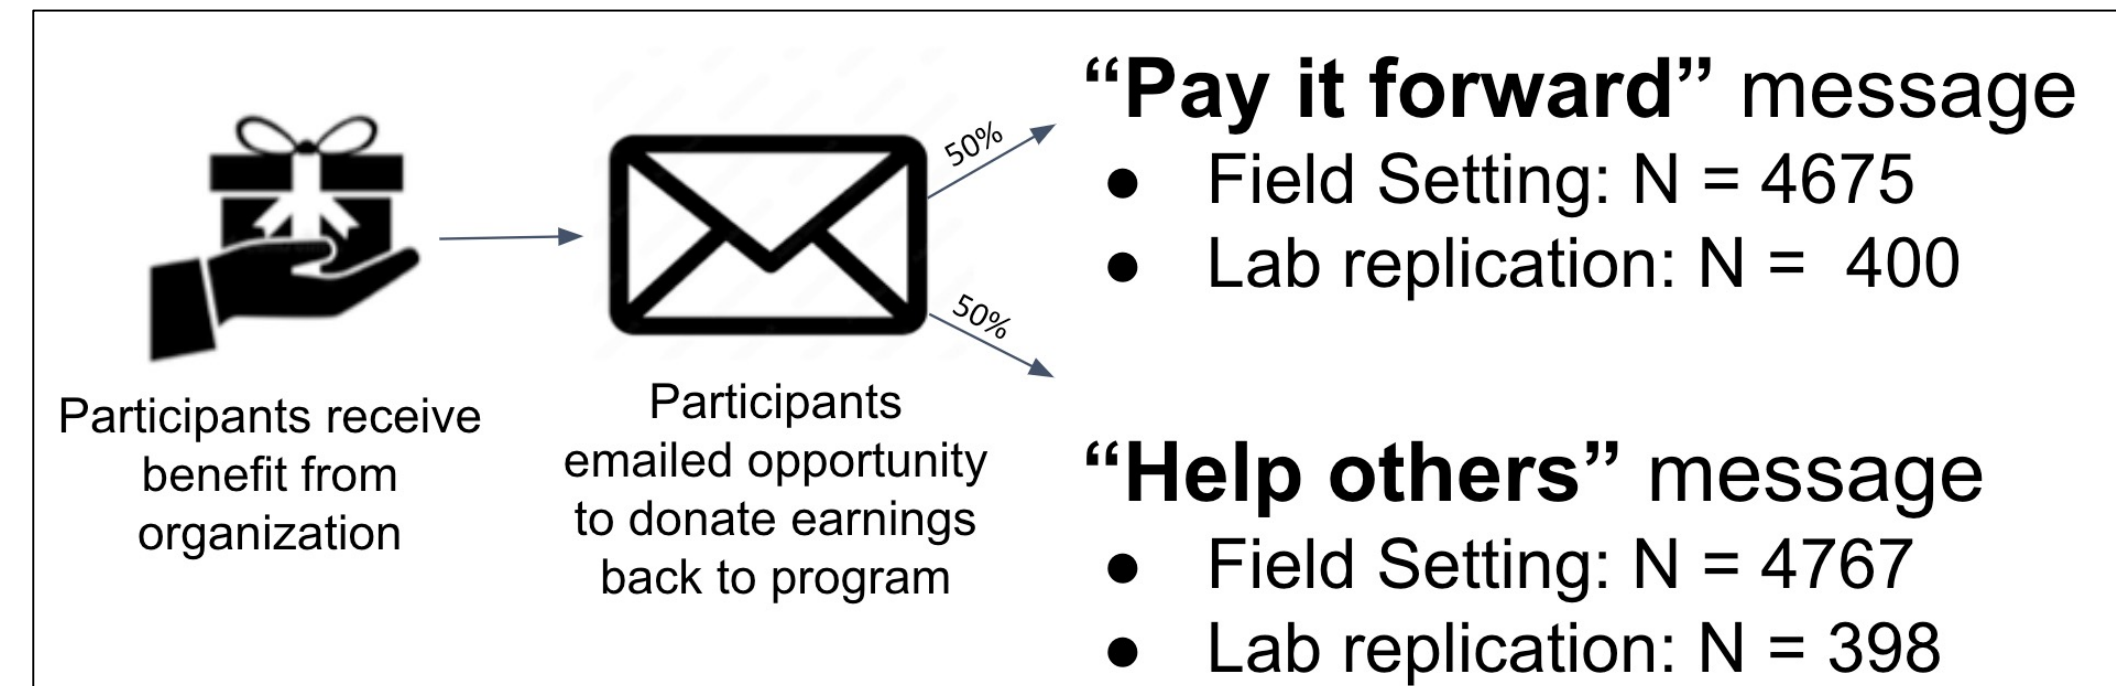 Participants receive
benefit from
organization
Participants
emailed opportunity
to donate earnings
back to program
50%
50%
“Pay it forward” message
● Field Setting: N = 4675
● Lab replication: N = 400
“Help others” message
● Field Setting: N = 4767
● Lab replication: N = 398